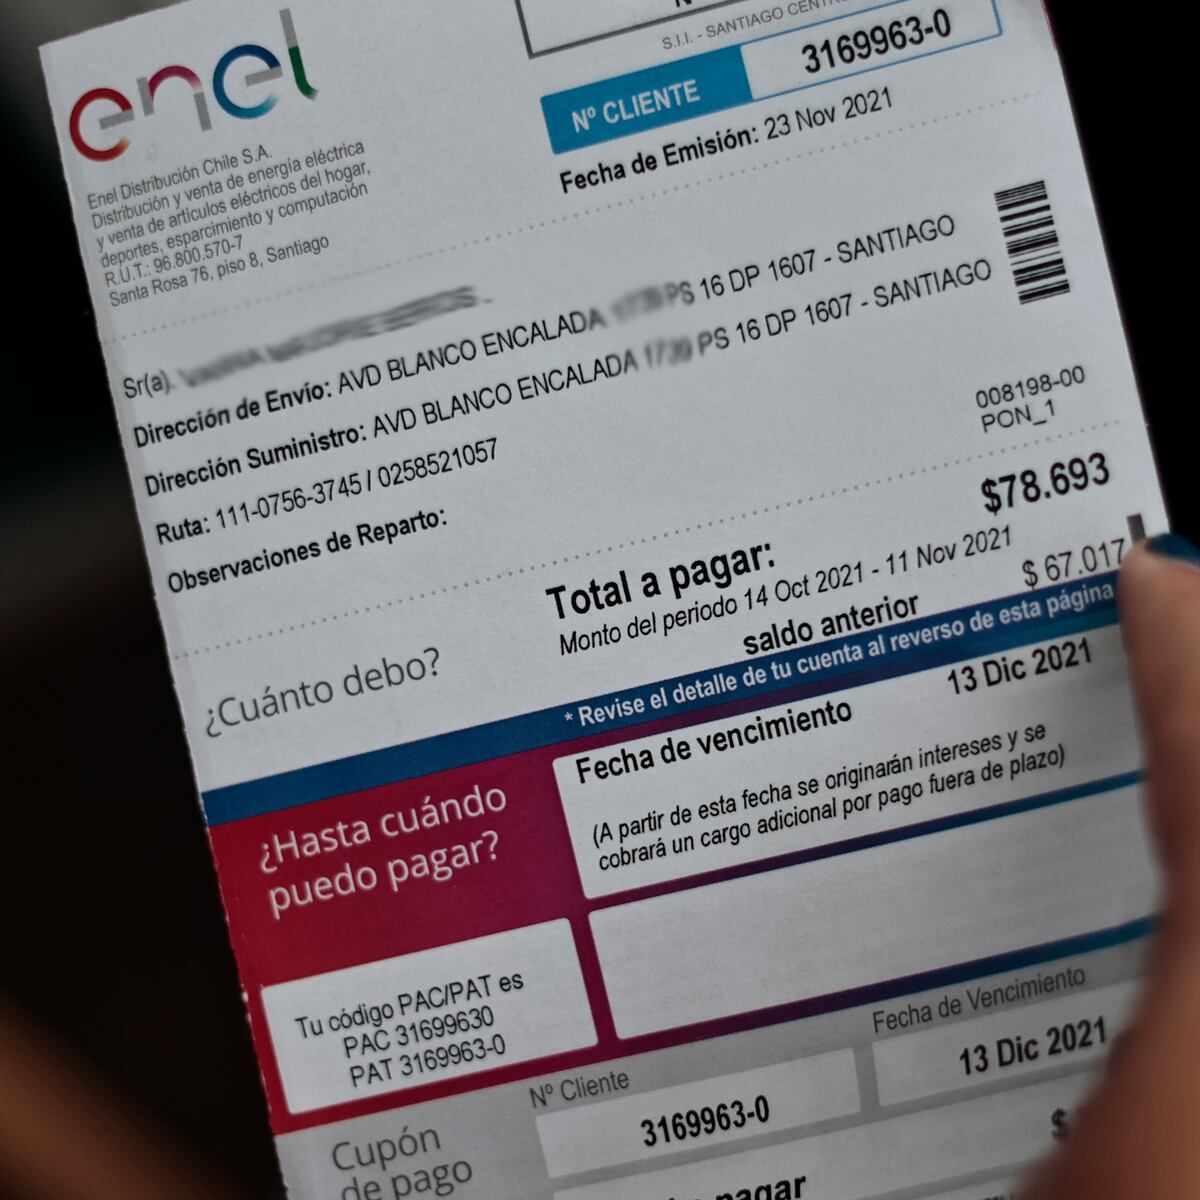 enel
S.I.I. - SANTIAGO
Nº CLIENTE 3169963-0
Fecha de Emisión: 23 Nov 2021
Enel Distribución Chile S.A.
Distribución y venta de energía eléctrica
y venta de artículos eléctricos del hogar,
deportes, esparcimiento y computación
R.U.T.: 96.800.570-7
Santa Rosa 76, piso 8, Santiago
Sr(a).
Dirección de Envío: AVD BLANCO ENCALADA PS 16 DP 1607 - SANTIAGO
Dirección Suministro: AVD BLANCO ENCALADA PS 16 DP 1607 - SANTIAGO
Ruta: 111-0756-3745 / 0258521057
Observaciones de Reparto:
008198-00
PON_1
¿Cuánto debo?
Total a pagar: $78.693
Monto del periodo 14 Oct 2021 - 11 Nov 2021
saldo anterior $ 67.017
* Revise el detalle de tu cuenta al reverso de esta página
¿Hasta cuándo
puedo pagar?
Fecha de vencimiento 13 Dic 2021
(A partir de esta fecha se originarán intereses y se
cobrará un cargo adicional por pago fuera de plazo)
Tu código PAC/PAT es
PAC 31699630
PAT 3169963-0
Cupón
de pago
Nº Cliente
3169963-0
Fecha de Vencimiento
13 Dic 2021
pagar
$